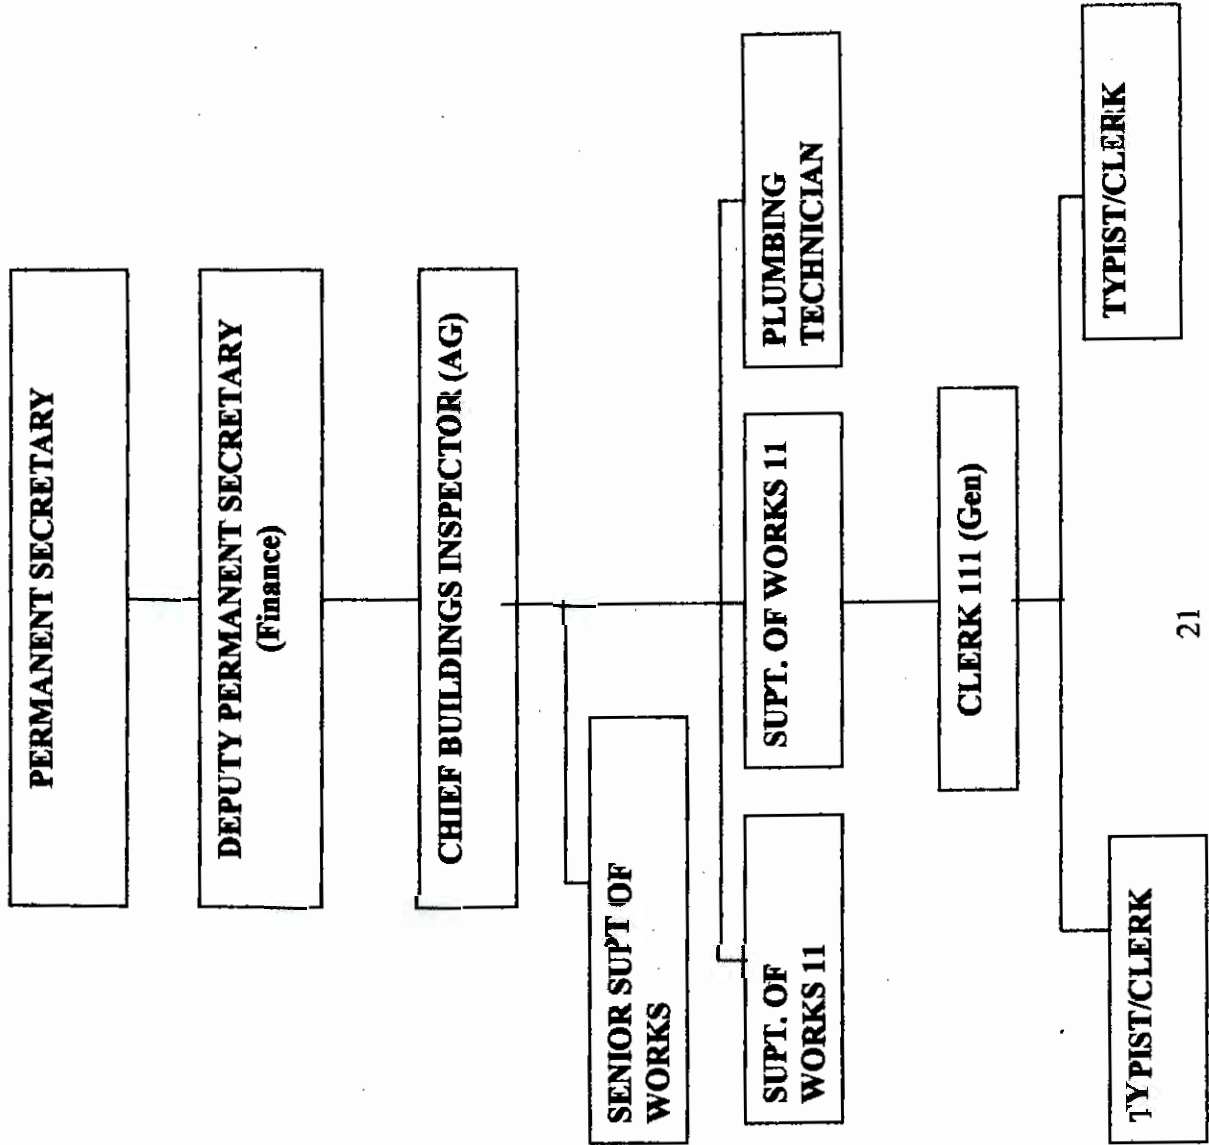 PERMANENT SECRETARY
DEPUTY PERMANENT SECRETARY
(Finance)
CHIEF BUILDINGS INSPECTOR (AG)
SENIOR SUPT OF
WORKS
SUPT. OF
WORKS 11
SUPT. OF WORKS 11
PLUMBING
TECHNICIAN
CLERK 111 (Gen)
TYPIST/CLERK
TYPIST/CLERK
21